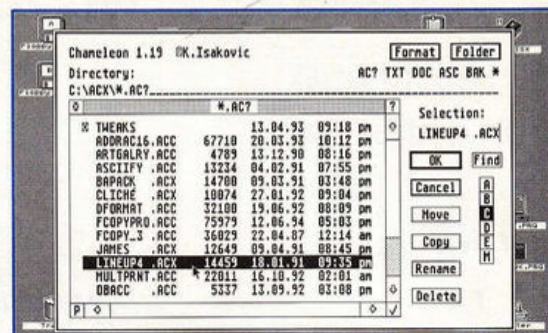 Floppy
Chameleon 1.19 ©K.Isakovic
Format Folder
Directory:
AC? TXT DOC ASC BAK *
C:\ACX\*.AC?
*.AC?
?
TWEAKS 13.04.93 09:18 pm
ADDRAC16.ACC 67710 20.03.93 10:12 pm
ARTGALRY.ACC 4789 13.12.90 08:16 pm
ASCIIFY .ACC 13234 04.02.91 07:55 pm
BAPACK .ACX 14700 09.03.91 03:48 pm
CLICHÉ .ACX 10074 27.01.92 09:04 pm
DFORMAT .ACC 32100 19.06.92 08:09 pm
FCOPYPRO.ACC 75979 12.06.94 05:03 pm
FCOPY_3 .ACC 36029 22.04.87 12:14 am
JAMES .ACX 12649 09.04.91 08:45 pm
LINEUP4 .ACX 14459 18.01.91 09:35 pm
MULTPRNT.ACC 22011 16.10.92 02:01 am
OBACC .ACC 5337 13.09.92 03:08 pm
P
Selection:
LINEUP4 .ACX
OK Find
Cancel
Move
Copy
Rename
Delete
A
B
C
D
E
M